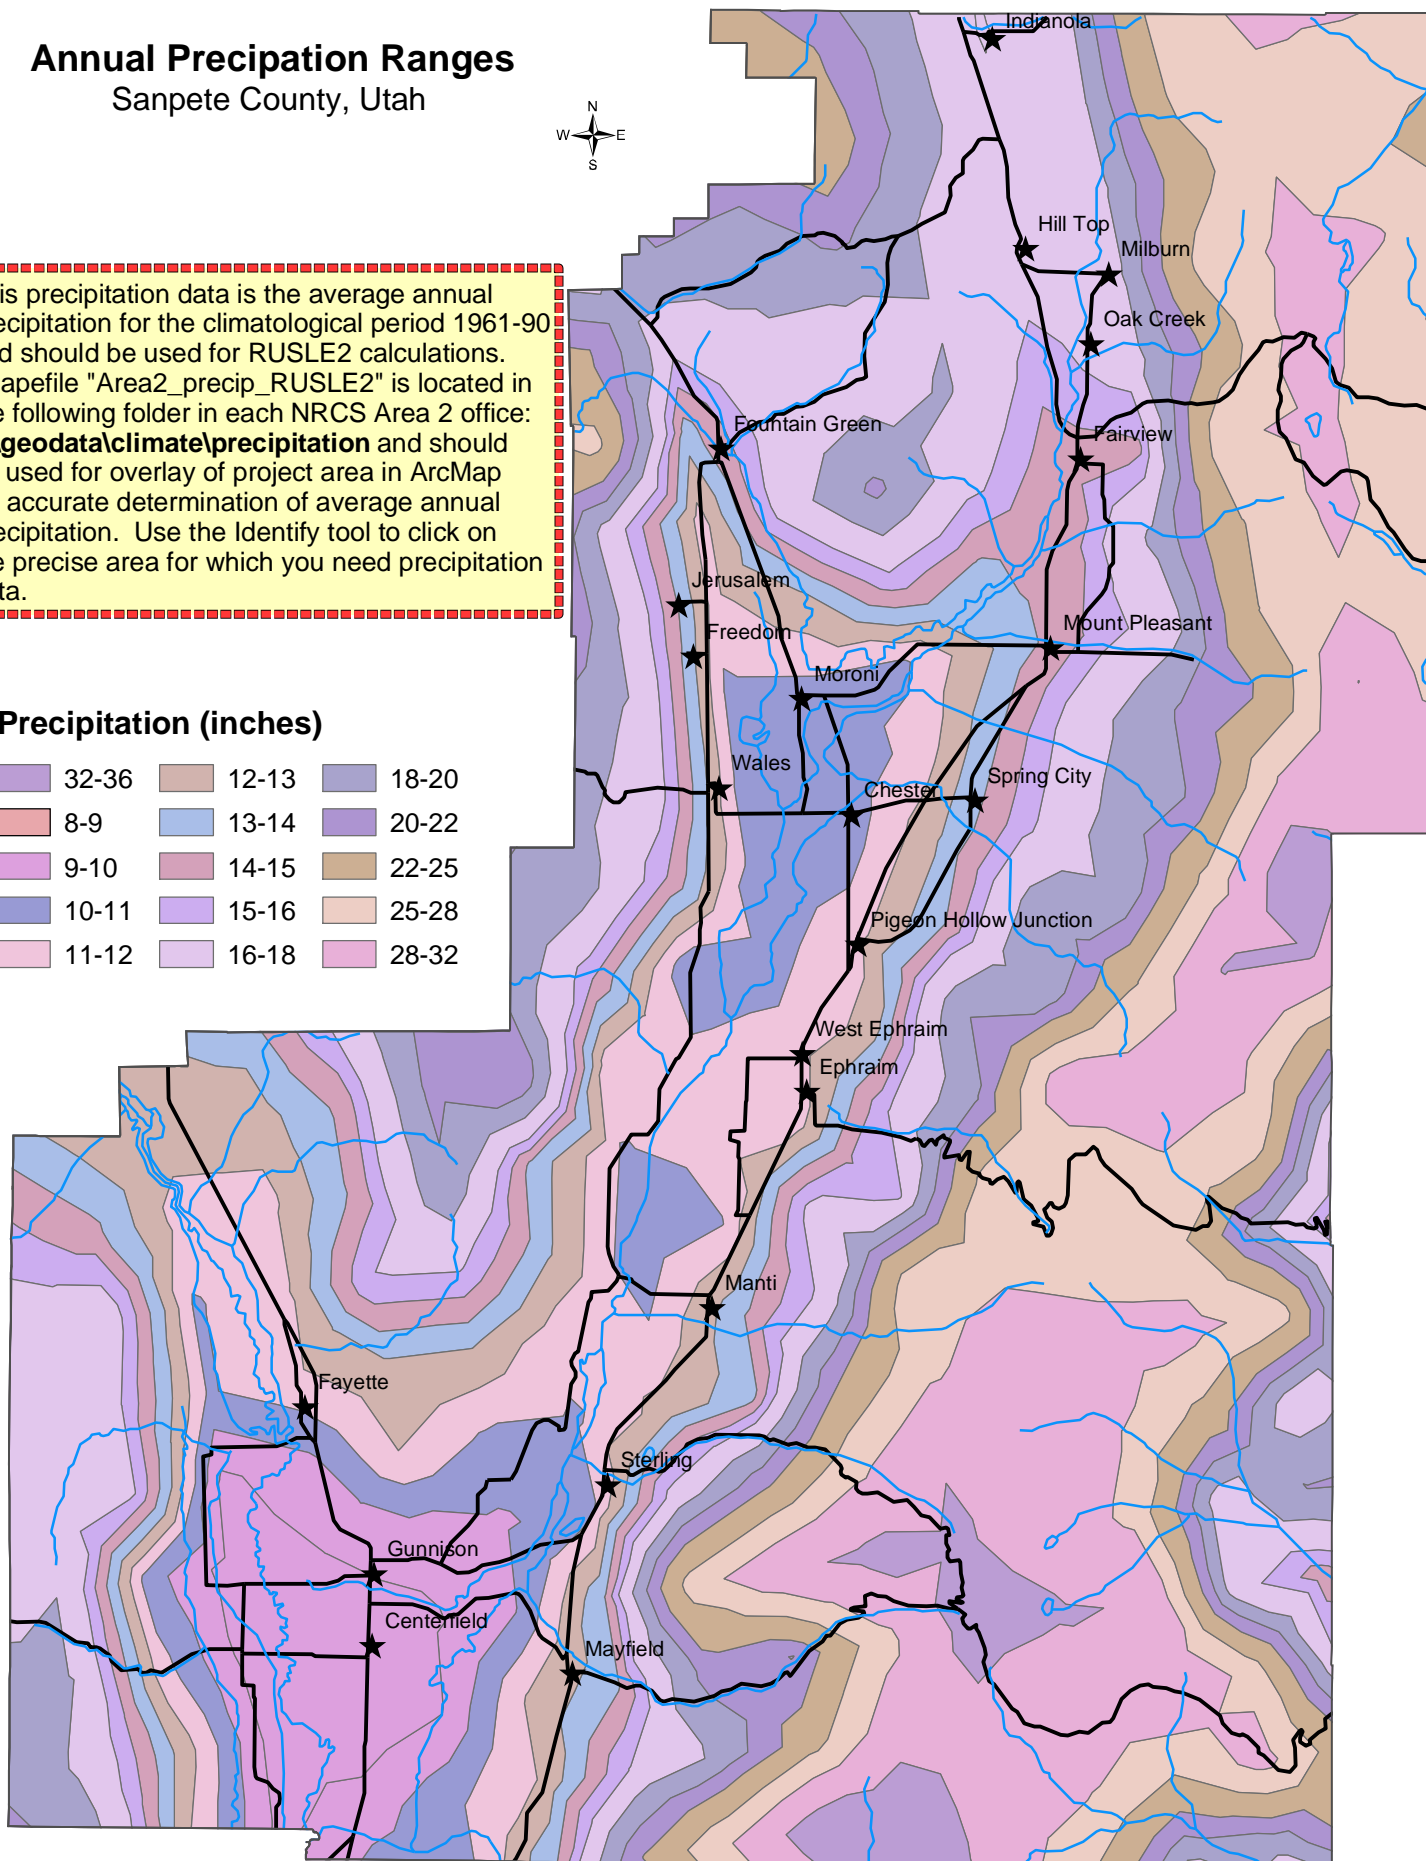 Annual Precipation Ranges
Sanpete County, Utah
N
W E
S
is precipitation data is the average annual
ecipitation for the climatological period 1961-90
d should be used for RUSLE2 calculations.
apefile "Area2_precip_RUSLE2" is located in
e following folder in each NRCS Area 2 office:
\geodata\climate\precipitation and should
used for overlay of project area in ArcMap
accurate determination of average annual
ecipitation. Use the Identify tool to click on
e precise area for which you need precipitation
ta.
Precipitation (inches)
32-36 12-13 18-20
8-9 13-14 20-22
9-10 14-15 22-25
10-11 15-16 25-28
11-12 16-18 28-32
Indianola
Hill Top
Milburn
Oak Creek
Fountain Green
Fairview
Jerusalem
Freedom
Mount Pleasant
Moroni
Wales
Chester
Spring City
Pigeon Hollow Junction
West Ephraim
Ephraim
Manti
Fayette
Sterling
Gunnison
Centerfield
Mayfield